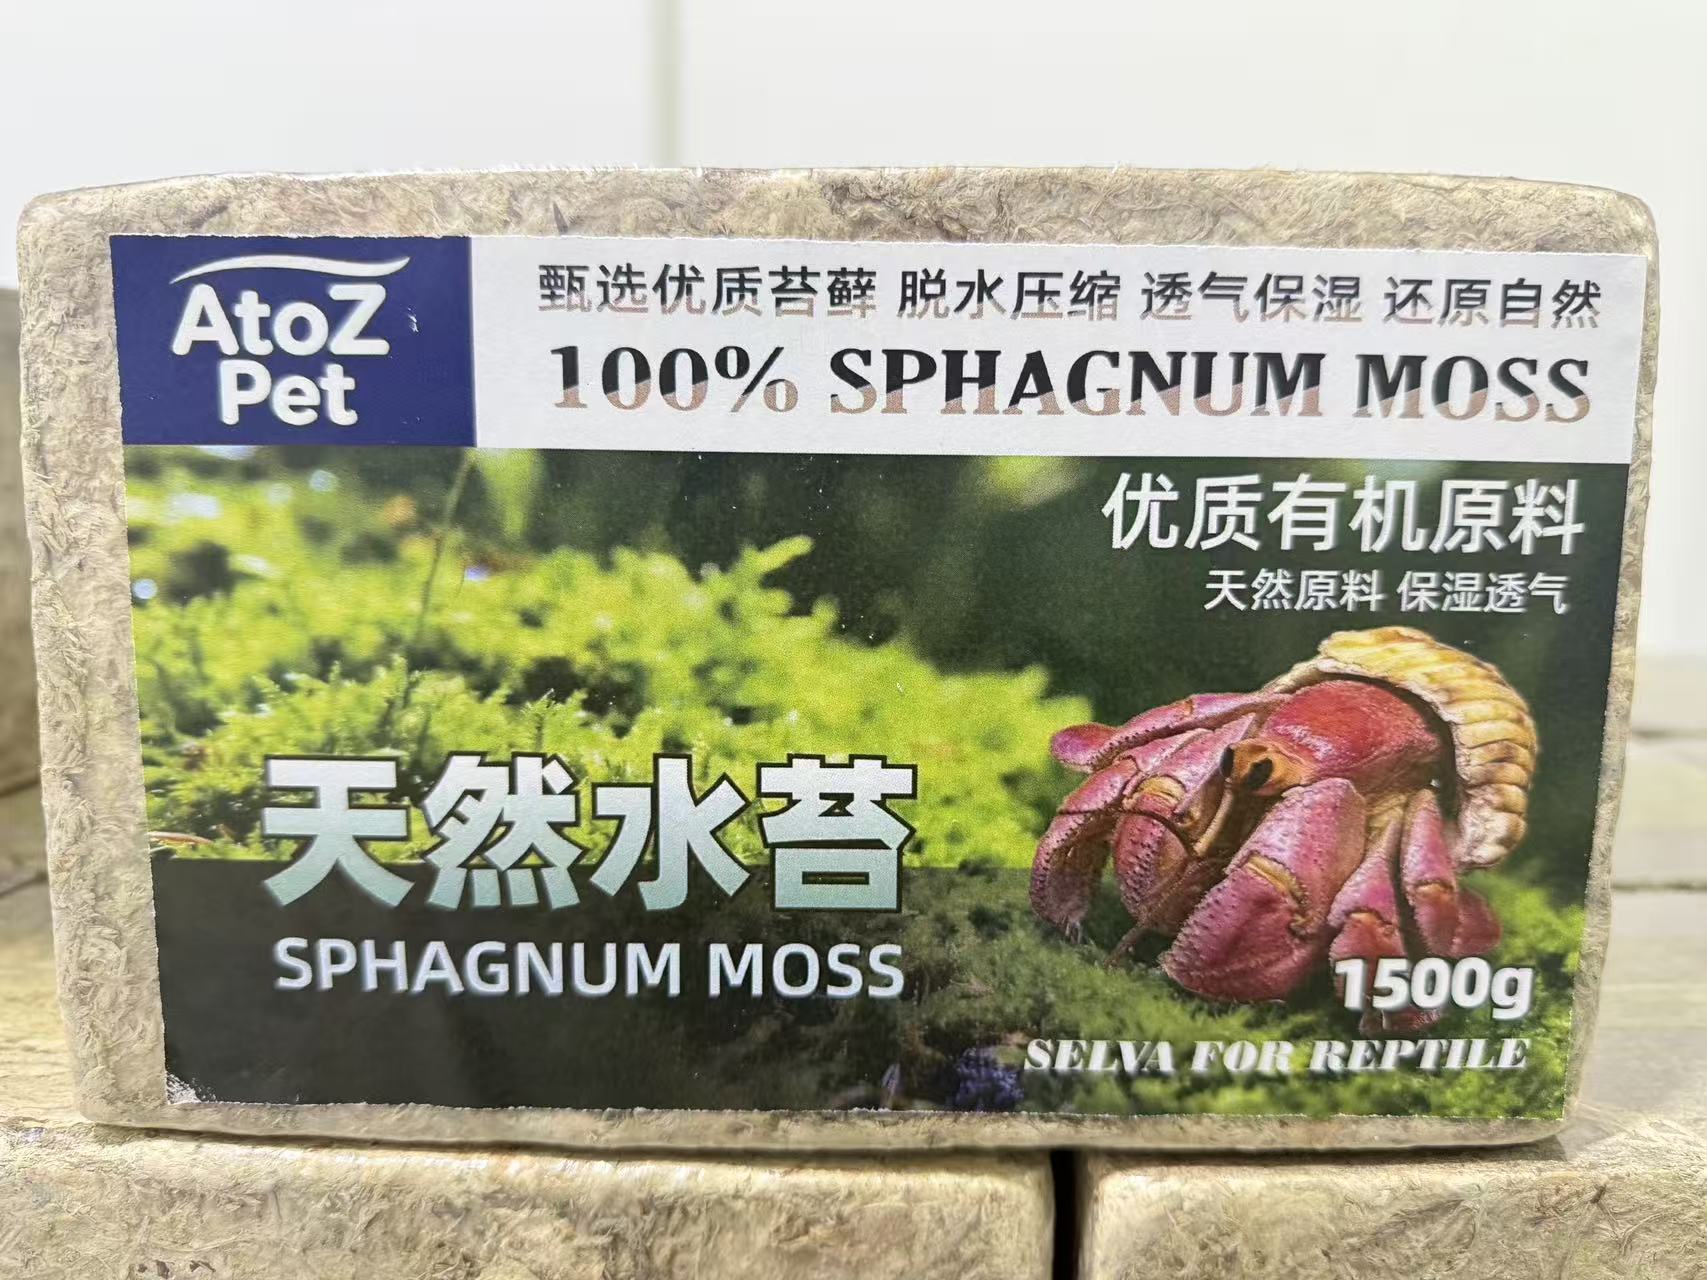 AtoZ
Pet
甄选优质苔藓 脱水压缩 透气保湿 还原自然
100% SPHAGNUM MOSS
优质有机原料
天然原料 保湿透气
天然水苔
SPHAGNUM MOSS
1500g
SELVA FOR REPTILE